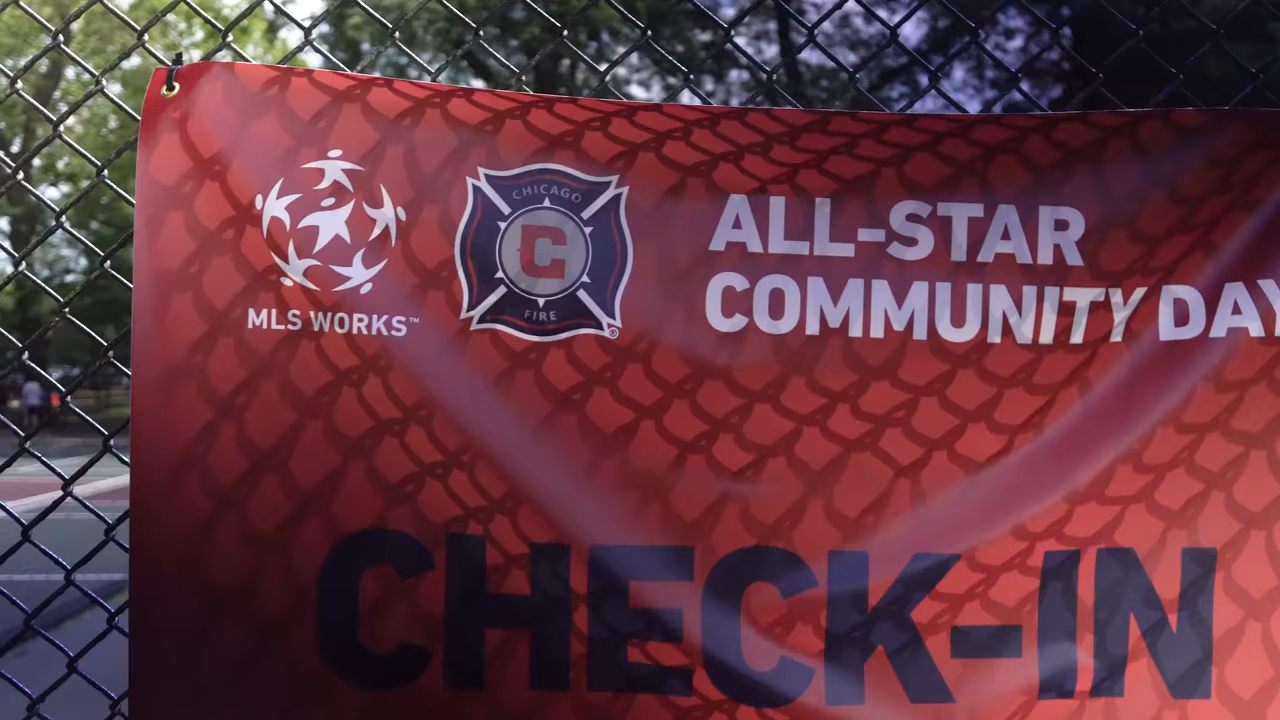 MLS WORKS™
CHICAGO
C
FIRE
®
ALL-STAR
COMMUNITY DAY
CHECK-IN